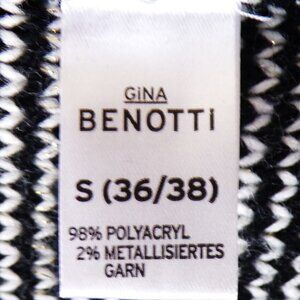 GiNA
BENOTTi
S (36/38)
98% POLYACRYL
2% METALLISIERTES
GARN